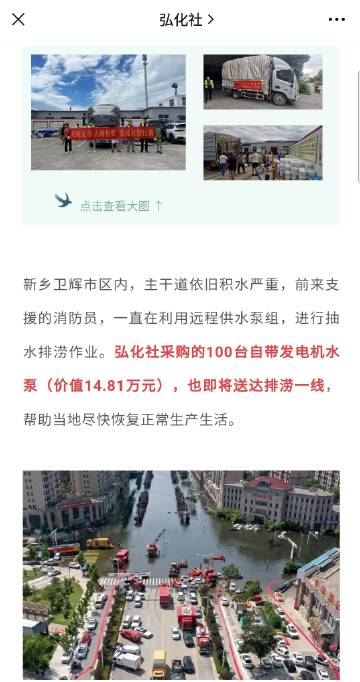 弘化社
点击查看大图 ↑
新乡卫辉市区内，主干道依旧积水严重，前来支
援的消防员，一直在利用远程供水泵组，进行抽
水排涝作业。弘化社采购的100台自带发电机水
泵（价值14.81万元），也即将送达排涝一线，
帮助当地尽快恢复正常生产生活。